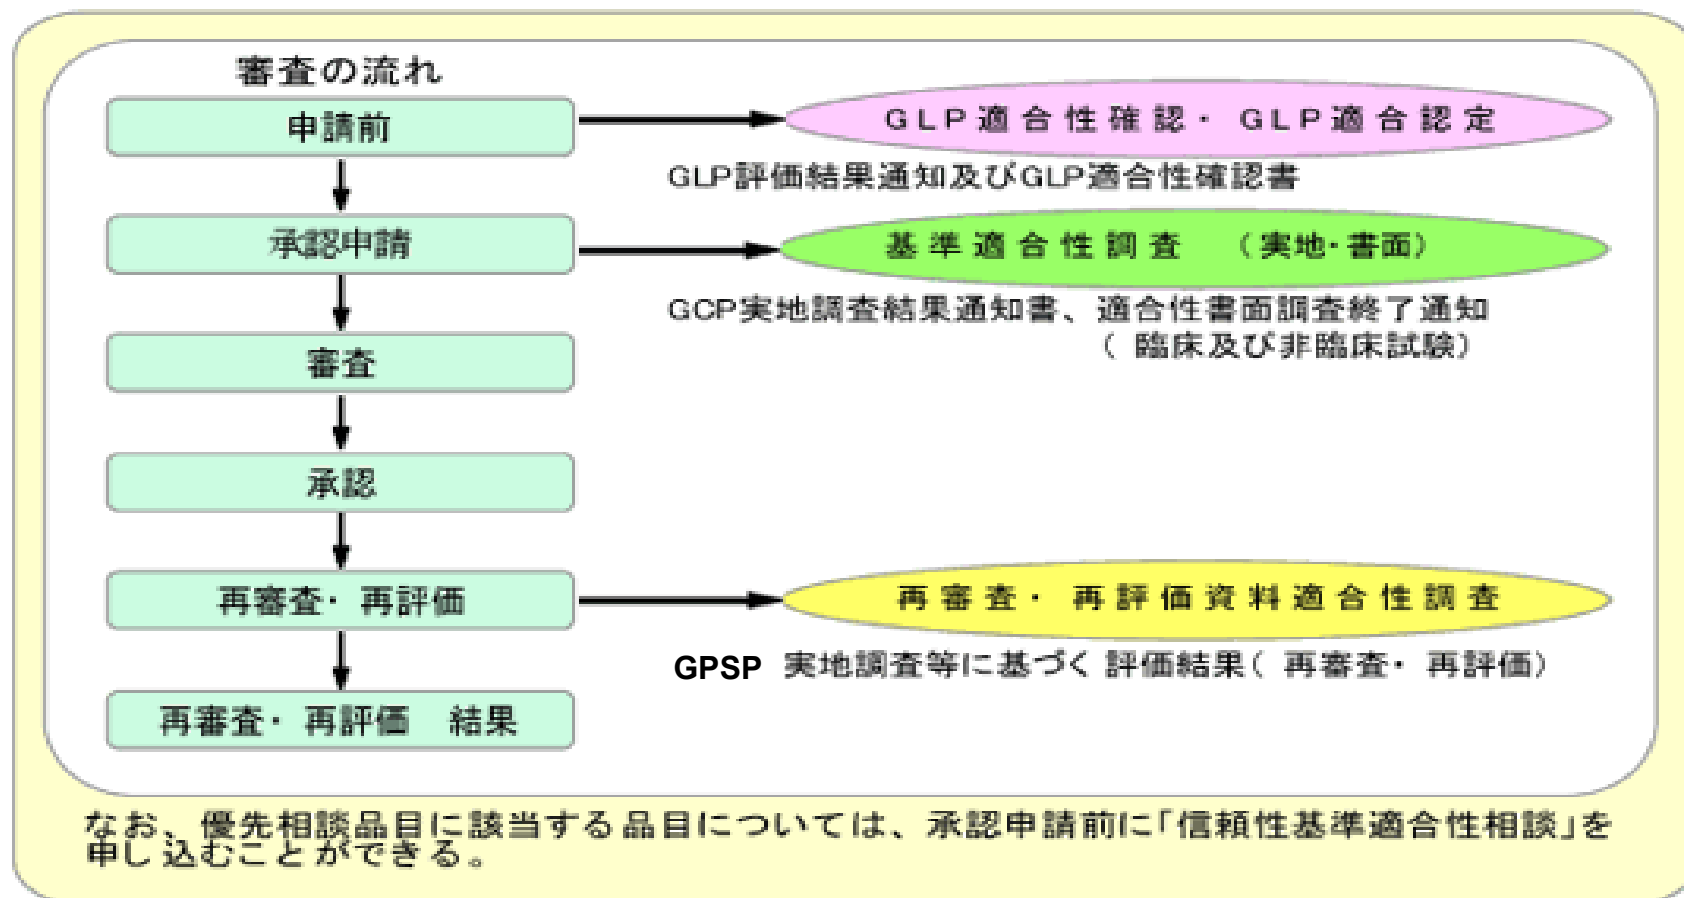 審査の流れ
申請前
GLP適合性確認・GLP適合認定
GLP評価結果通知及びGLP適合性確認書
承認申請
基準適合性調査　（実地・書面）
GCP実地調査結果通知書、適合性書面調査終了通知
（臨床及び非臨床試験）
審査
承認
再審査・再評価
再審査・再評価資料適合性調査
GPSP 実地調査等に基づく評価結果（再審査・再評価）
再審査・再評価　結果
なお、優先相談品目に該当する品目については、承認申請前に「信頼性基準適合性相談」を
申し込むことができる。